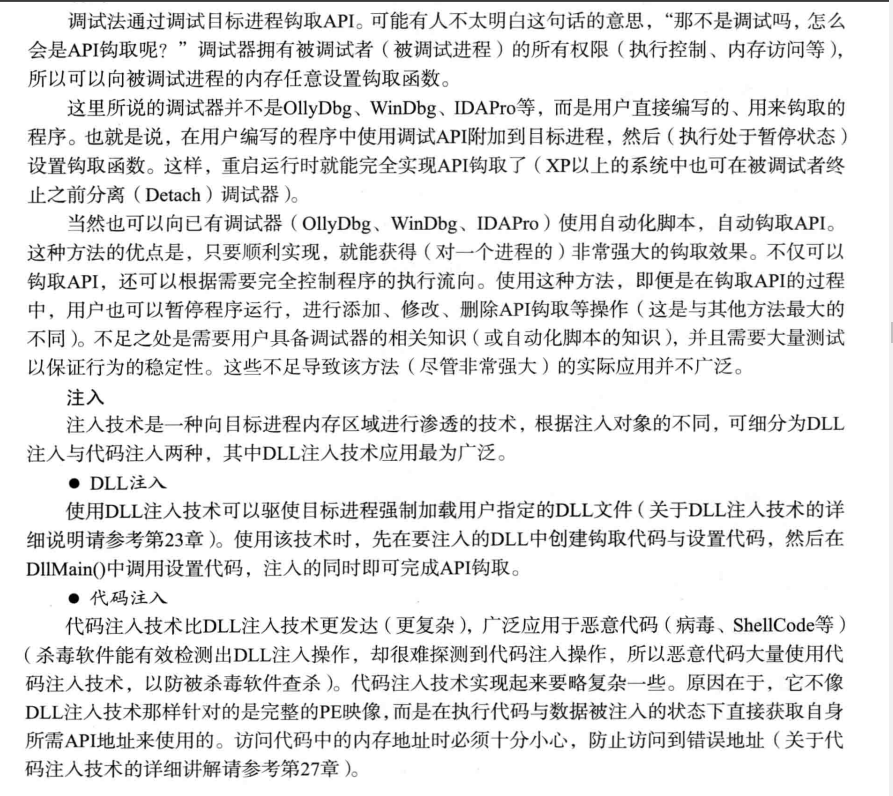 调试法通过调试目标进程钩取API。可能有人不太明白这句话的意思，“那不是调试吗，怎么
会是API钩取呢？”调试器拥有被调试者（被调试进程）的所有权限（执行控制、内存访问等），
所以可以向被调试进程的内存任意设置钩取函数。
这里所说的调试器并不是OllyDbg、WinDbg、IDAPro等，而是用户直接编写的、用来钩取的
程序。也就是说，在用户编写的程序中使用调试API附加到目标进程，然后（执行处于暂停状态）
设置钩取函数。这样，重启运行时就能完全实现API钩取了（XP以上的系统中也可在被调试者终
止之前分离（Detach）调试器）。
当然也可以向已有调试器（OllyDbg、WinDbg、IDAPro）使用自动化脚本，自动钩取API。
这种方法的优点是，只要顺利实现，就能获得（对一个进程的）非常强大的钩取效果。不仅可以
钩取API，还可以根据需要完全控制程序的执行流向。使用这种方法，即便是在钩取API的过程
中，用户也可以暂停程序运行，进行添加、修改、删除API钩取等操作（这是与其他方法最大的
不同）。不足之处是需要用户具备调试器的相关知识（或自动化脚本的知识），并且需要大量测试
以保证行为的稳定性。这些不足导致该方法（尽管非常强大）的实际应用并不广泛。
注入
注入技术是一种向目标进程内存区域进行渗透的技术，根据注入对象的不同，可细分为DLL
注入与代码注入两种，其中DLL注入技术应用最为广泛。
● DLL注入
使用DLL注入技术可以驱使目标进程强制加载用户指定的DLL文件（关于DLL注入技术的详
细说明请参考第23章）。使用该技术时，先在要注入的DLL中创建钩取代码与设置代码，然后在
DllMain()中调用设置代码，注入的同时即可完成API钩取。
● 代码注入
代码注入技术比DLL注入技术更发达（更复杂），广泛应用于恶意代码（病毒、ShellCode等）
（杀毒软件能有效检测出DLL注入操作，却很难探测到代码注入操作，所以恶意代码大量使用代
码注入技术，以防被杀毒软件查杀）。代码注入技术实现起来要略复杂一些。原因在于，它不像
DLL注入技术那样针对的是完整的PE映像，而是在执行代码与数据被注入的状态下直接获取自身
所需API地址来使用的。访问代码中的内存地址时必须十分小心，防止访问到错误地址（关于代
码注入技术的详细讲解请参考第27章）。